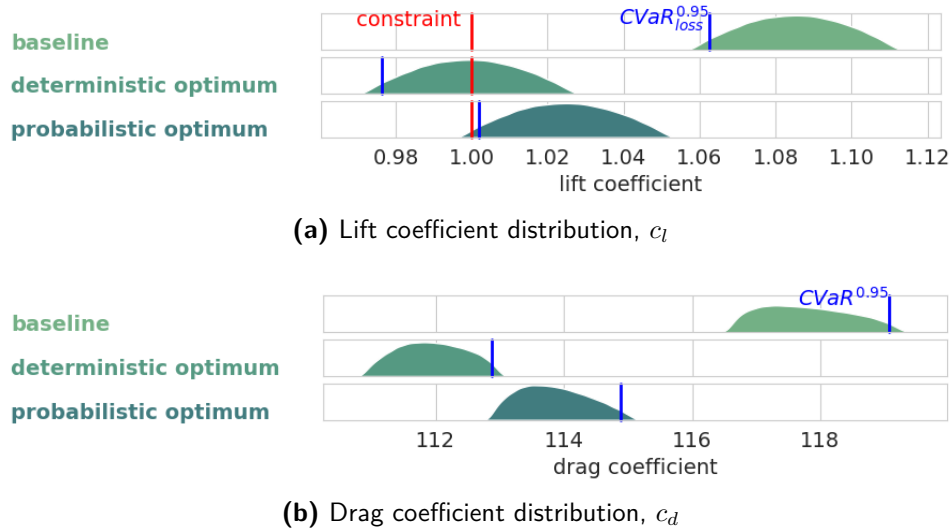 constraint CVaR^0.95_loss
baseline
deterministic optimum
probabilistic optimum
0.98 1.00 1.02 1.04 1.06 1.08 1.10 1.12
lift coefficient
(a) Lift coefficient distribution, c_l
CVaR^0.95
baseline
deterministic optimum
probabilistic optimum
112 114 116 118
drag coefficient
(b) Drag coefficient distribution, c_d